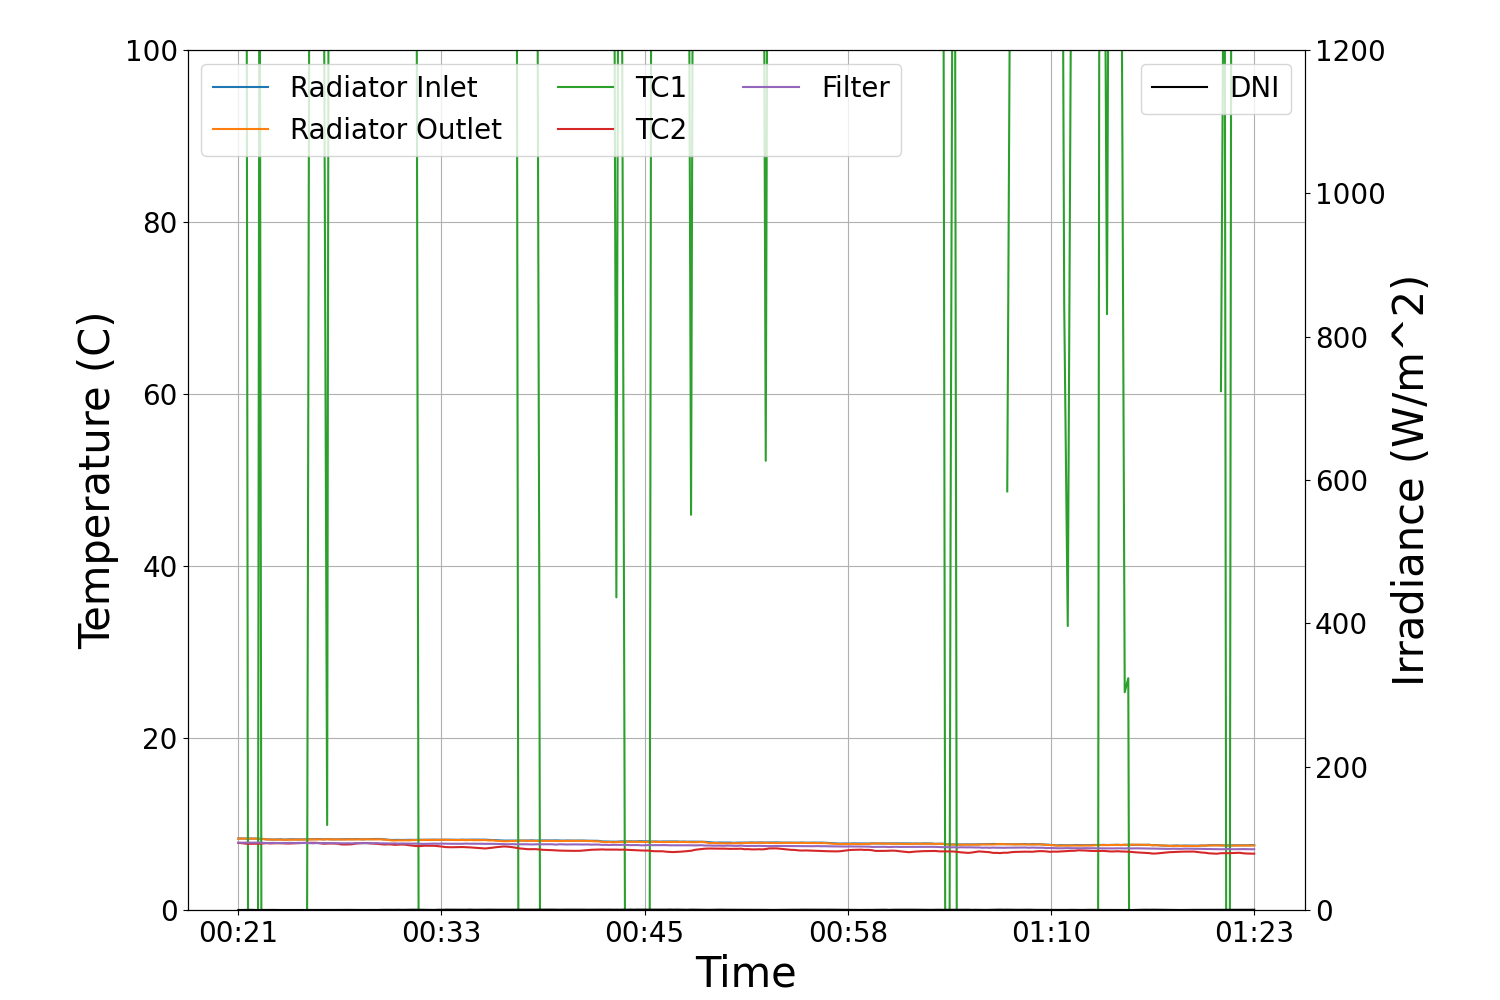 100
80
60
40
20
0
Temperature (C)
Radiator Inlet
Radiator Outlet
TC1
TC2
Filter
DNI
1200
1000
800
600
400
200
0
Irradiance (W/m^2)
00:21 00:33 00:45 00:58 01:10 01:23
Time